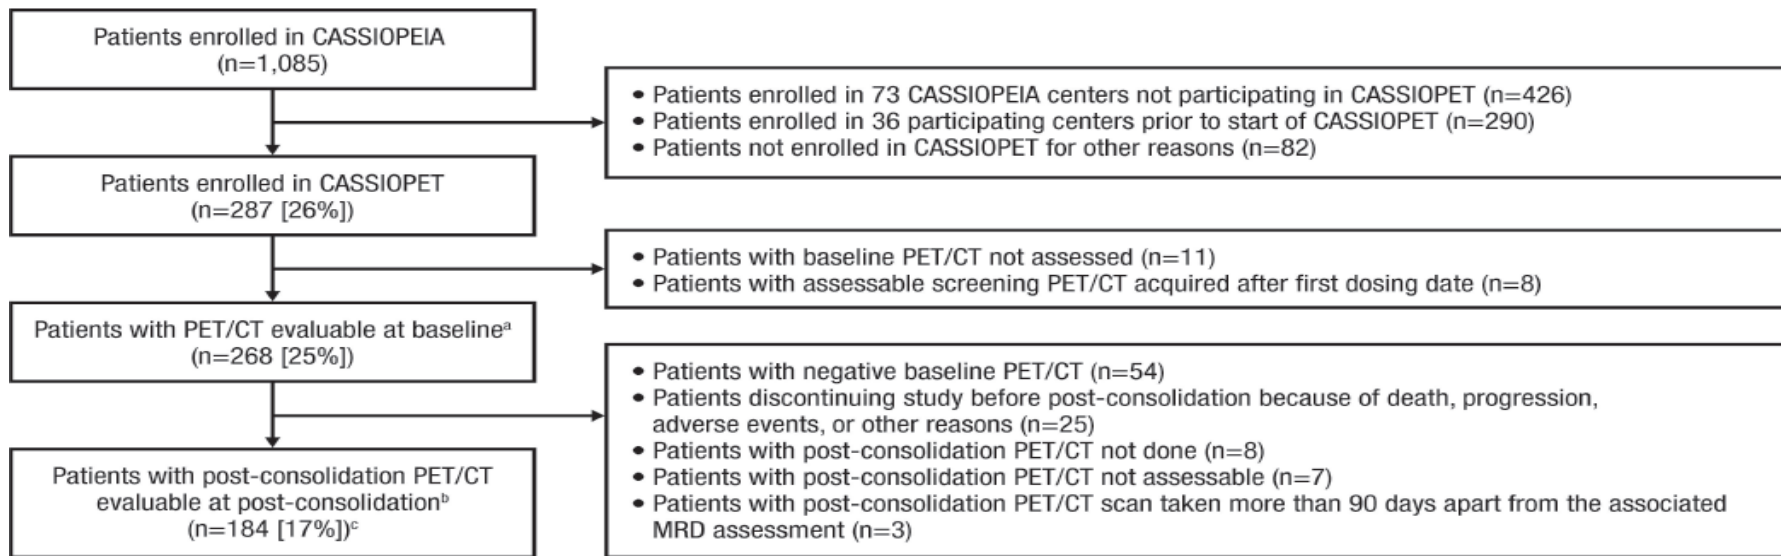 Patients enrolled in CASSIOPEIA
(n=1,085)
• Patients enrolled in 73 CASSIOPEIA centers not participating in CASSIOPET (n=426)
• Patients enrolled in 36 participating centers prior to start of CASSIOPET (n=290)
• Patients not enrolled in CASSIOPET for other reasons (n=82)
Patients enrolled in CASSIOPET
(n=287 [26%])
• Patients with baseline PET/CT not assessed (n=11)
• Patients with assessable screening PET/CT acquired after first dosing date (n=8)
Patients with PET/CT evaluable at baselineᵃ
(n=268 [25%])
• Patients with negative baseline PET/CT (n=54)
• Patients discontinuing study before post-consolidation because of death, progression,
adverse events, or other reasons (n=25)
• Patients with post-consolidation PET/CT not done (n=8)
• Patients with post-consolidation PET/CT not assessable (n=7)
• Patients with post-consolidation PET/CT scan taken more than 90 days apart from the associated
MRD assessment (n=3)
Patients with post-consolidation PET/CT
evaluable at post-consolidationᵇ
(n=184 [17%])ᶜ